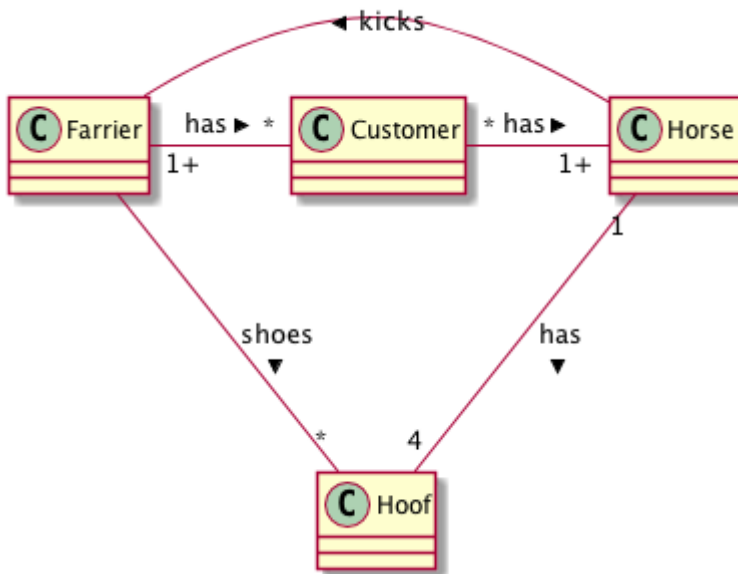 ◄ kicks
C Farrier
has ► *
1+
C Customer
* has ►
1+
C Horse
1
shoes
▼
has
▼
*
4
C Hoof